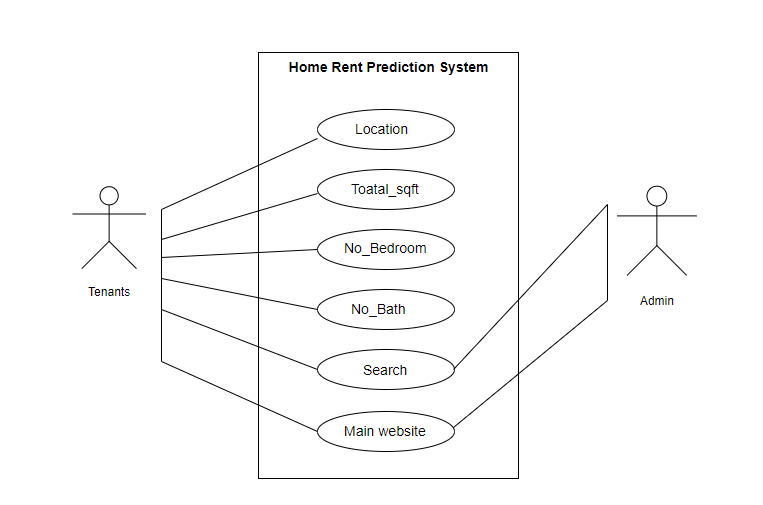 Home Rent Prediction System
Location
Toatal_sqft
No_Bedroom
No_Bath
Search
Main website
Tenants
Admin